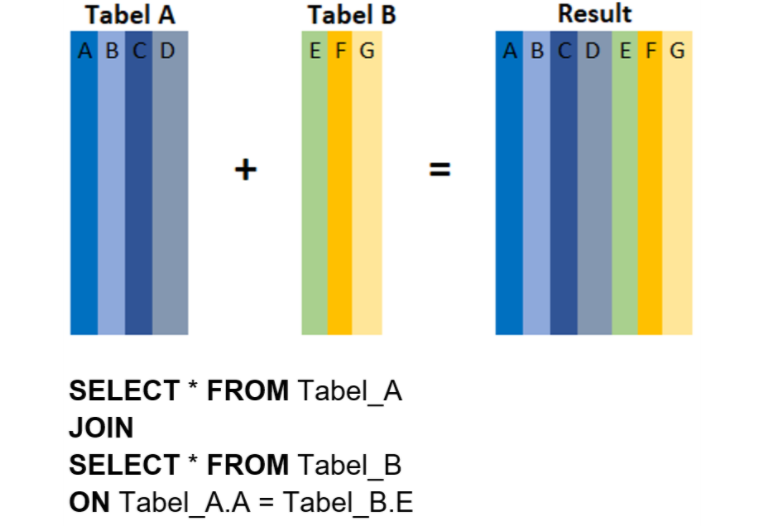 Tabel A Tabel B Result
A B C D E F G A B C D E F G
+ =
SELECT * FROM Tabel_A
JOIN
SELECT * FROM Tabel_B
ON Tabel_A.A = Tabel_B.E